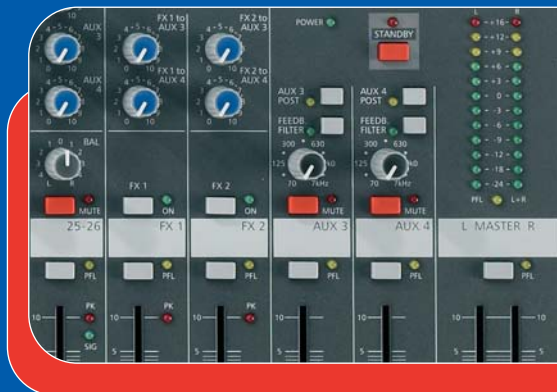 AUX 3
FX 1 to AUX 3
FX 2 to AUX 3
POWER
STANDBY
L R
+16
+12
+9
+6
+3
0
-3
-6
-9
-12
-18
-24
PFL L+R
AUX 4
FX 1 to AUX 4
FX 2 to AUX 4
AUX 3 POST
AUX 4 POST
FEEDB. FILTER
FEEDB. FILTER
BAL
L R
300 630
125
70 7kHz
300 630
125
70 7kHz
FX 1
FX 2
MUTE
ON
ON
MUTE
MUTE
25-26
FX 1
FX 2
AUX 3
AUX 4
L MASTER R
PFL
PFL
PFL
PFL
PFL
PFL
PK
PK
PK
10
10
10
10
10
10
10
SIG
5
5
5
5
5
5